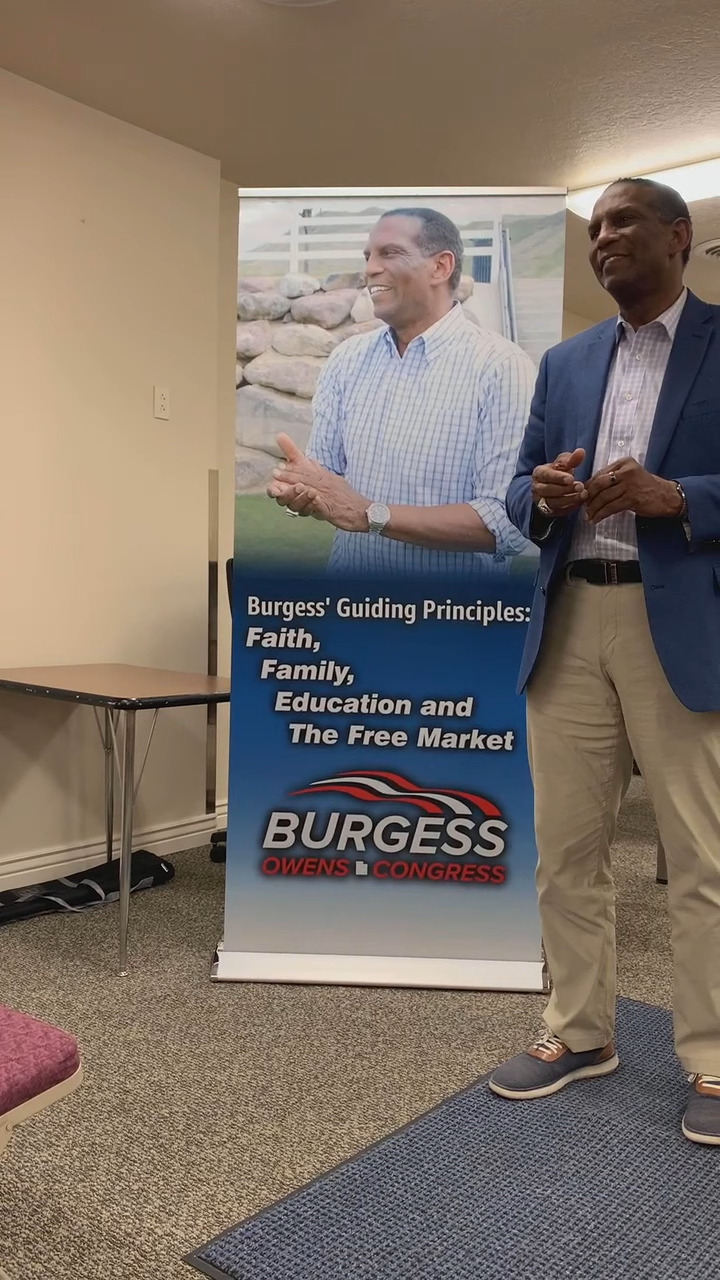 Burgess' Guiding Principles:
Faith,
Family,
Education and
The Free Market
BURGESS
OWENS CONGRESS